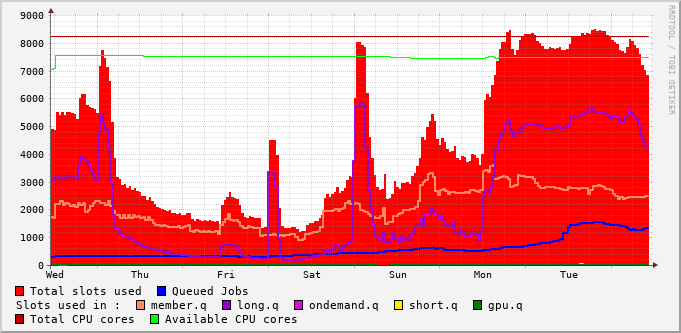 9000
8000
7000
6000
5000
4000
3000
2000
1000
0
Wed Thu Fri Sat Sun Mon Tue
RRDTOOL / TOBI OETIKER
Total slots used Queued Jobs
Slots used in : member.q long.q ondemand.q short.q gpu.q
Total CPU cores Available CPU cores